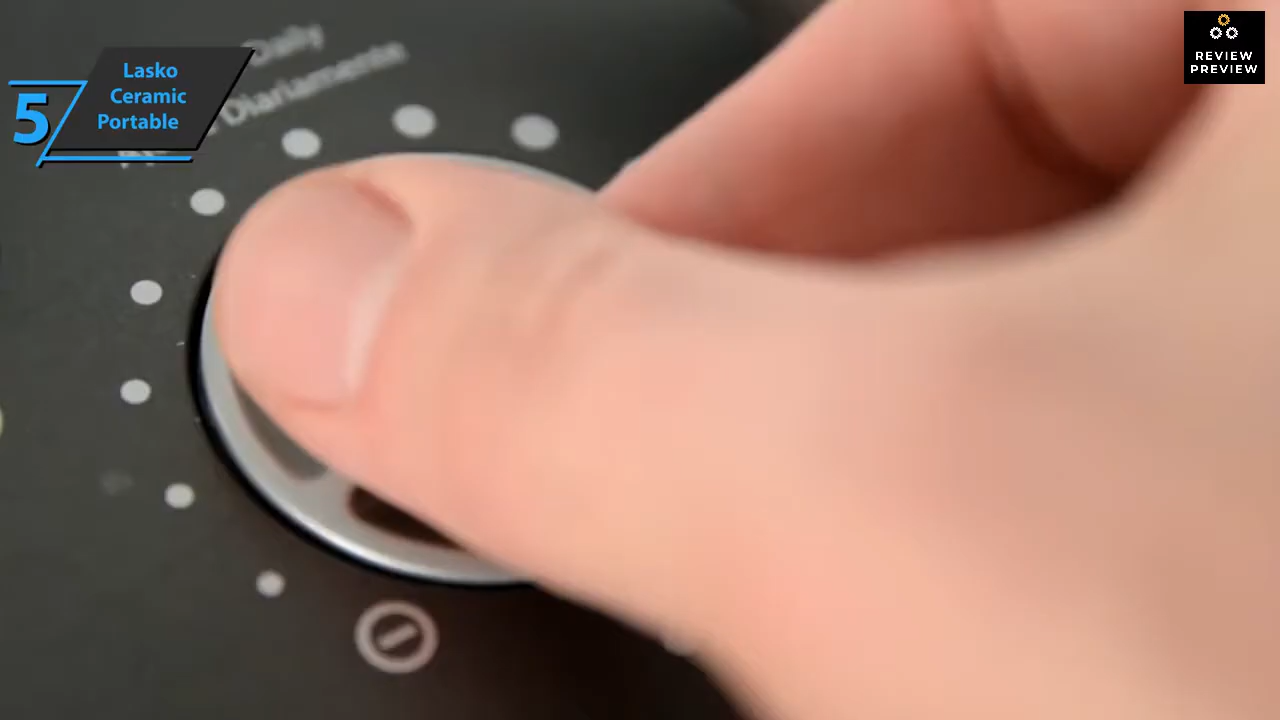 5
Lasko
Ceramic
Portable
Daily
Diariamente
REVIEW
PREVIEW